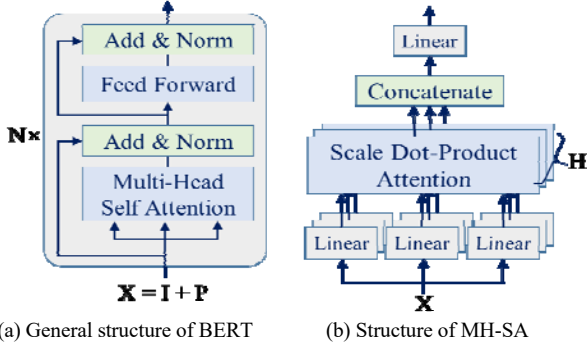 Add & Norm
Feed Forward
N×
Add & Norm
Multi-Head
Self Attention
X = I + P
(a) General structure of BERT
Linear
Concatenate
Scale Dot-Product
Attention
H
Linear
Linear
Linear
X
(b) Structure of MH-SA